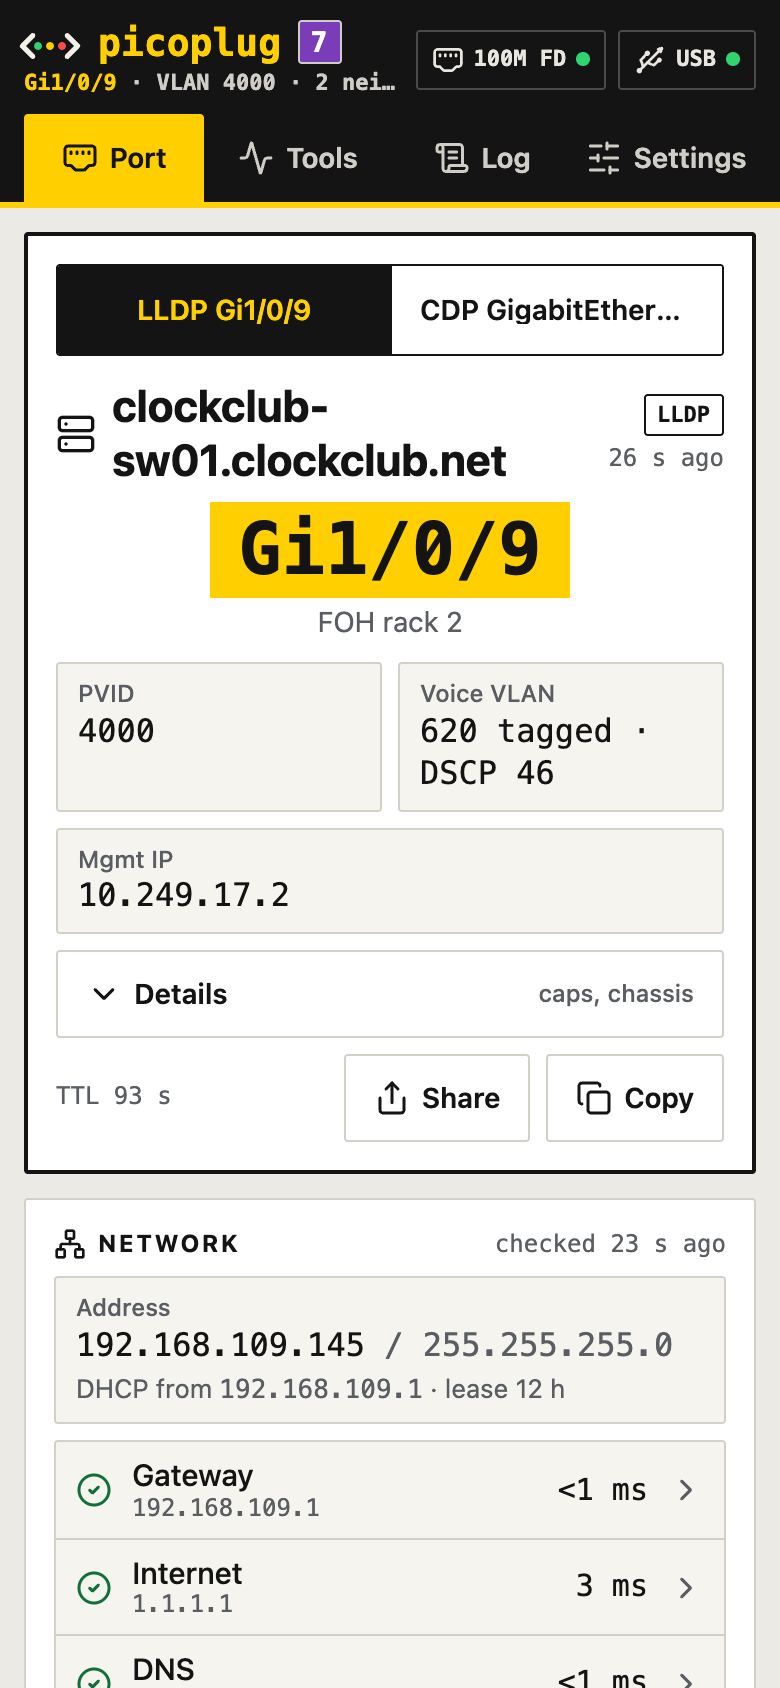 picoplug 7
Gi1/0/9 · VLAN 4000 · 2 nei…
100M FD
USB
Port
Tools
Log
Settings
LLDP Gi1/0/9
CDP GigabitEther…
clockclub-
sw01.clockclub.net
LLDP
26 s ago
Gi1/0/9
FOH rack 2
PVID
4000
Voice VLAN
620 tagged ·
DSCP 46
Mgmt IP
10.249.17.2
Details
caps, chassis
TTL 93 s
Share
Copy
NETWORK
checked 23 s ago
Address
192.168.109.145 / 255.255.255.0
DHCP from 192.168.109.1 · lease 12 h
Gateway
192.168.109.1
<1 ms
Internet
1.1.1.1
3 ms
DNS
<1 ms